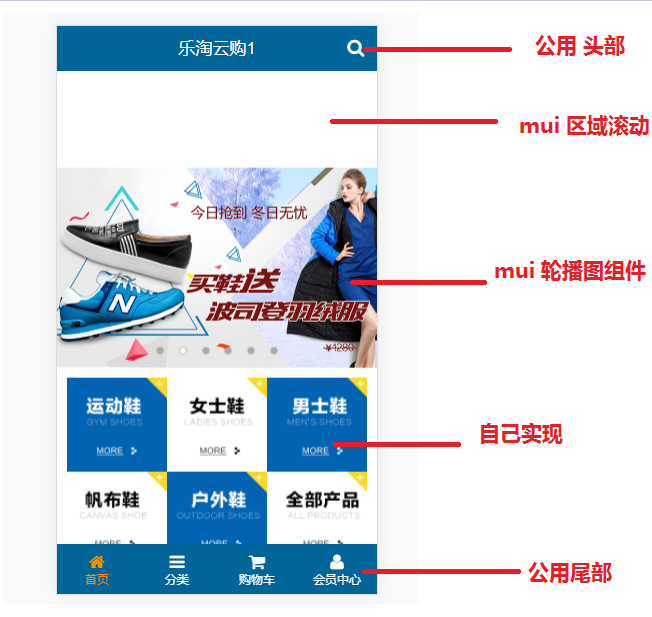 乐淘云购1
公用 头部
mui 区域滚动
今日抢到 冬日无忧
买鞋送
波司登羽绒服
¥1280
N
mui 轮播图组件
运动鞋
GYM SHOES
MORE
女士鞋
LADIES SHOES
MORE
男士鞋
MEN'S SHOES
MORE
自己实现
帆布鞋
CANVAS SHOE
MORE
户外鞋
OUTDOOR SHOES
MORE
全部产品
ALL PRODUCTS
MORE
首页
分类
购物车
会员中心
公用尾部